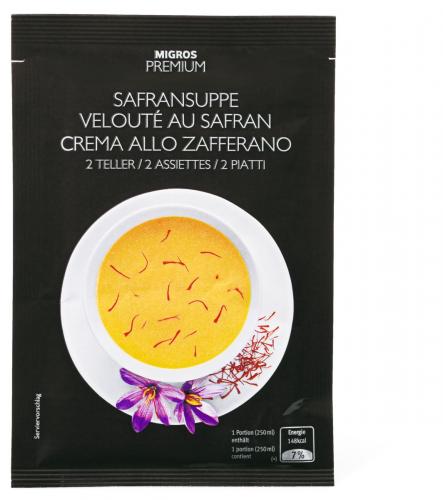 MIGROS
PREMIUM
SAFRANSUPPE
VELOUTÉ AU SAFRAN
CREMA ALLO ZAFFERANO
2 TELLER / 2 ASSIETTES / 2 PIATTI
Serviervorschlag
1 Portion (250 ml)
enthält
1 portion (250 ml)
contient
Energie
148kcal
7%